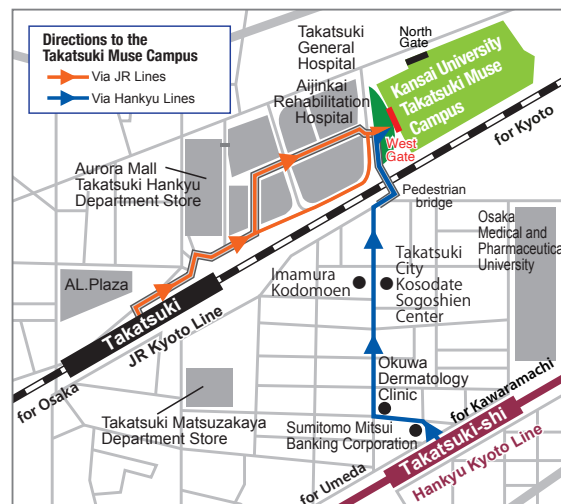 Directions to the
Takatsuki Muse Campus
Via JR Lines
Via Hankyu Lines
Takatsuki
General
Hospital
Aijinkai
Rehabilitation
Hospital
North
Gate
Kansai University
Takatsuki Muse
Campus
West
Gate
for Kyoto
Aurora Mall
Takatsuki Hankyu
Department Store
Pedestrian
bridge
Osaka
Medical and
Pharmaceutical
University
AL.Plaza
Takatsuki
JR Kyoto Line
Imamura
Kodomoen
Takatsuki
City
Kosodate
Sogoshien
Center
for Osaka
Takatsuki Matsuzakaya
Department Store
Okuwa
Dermatology
Clinic
Sumitomo Mitsui
Banking Corporation
for Kawaramachi
Takatsuki-shi
Hankyu Kyoto Line
for Umeda